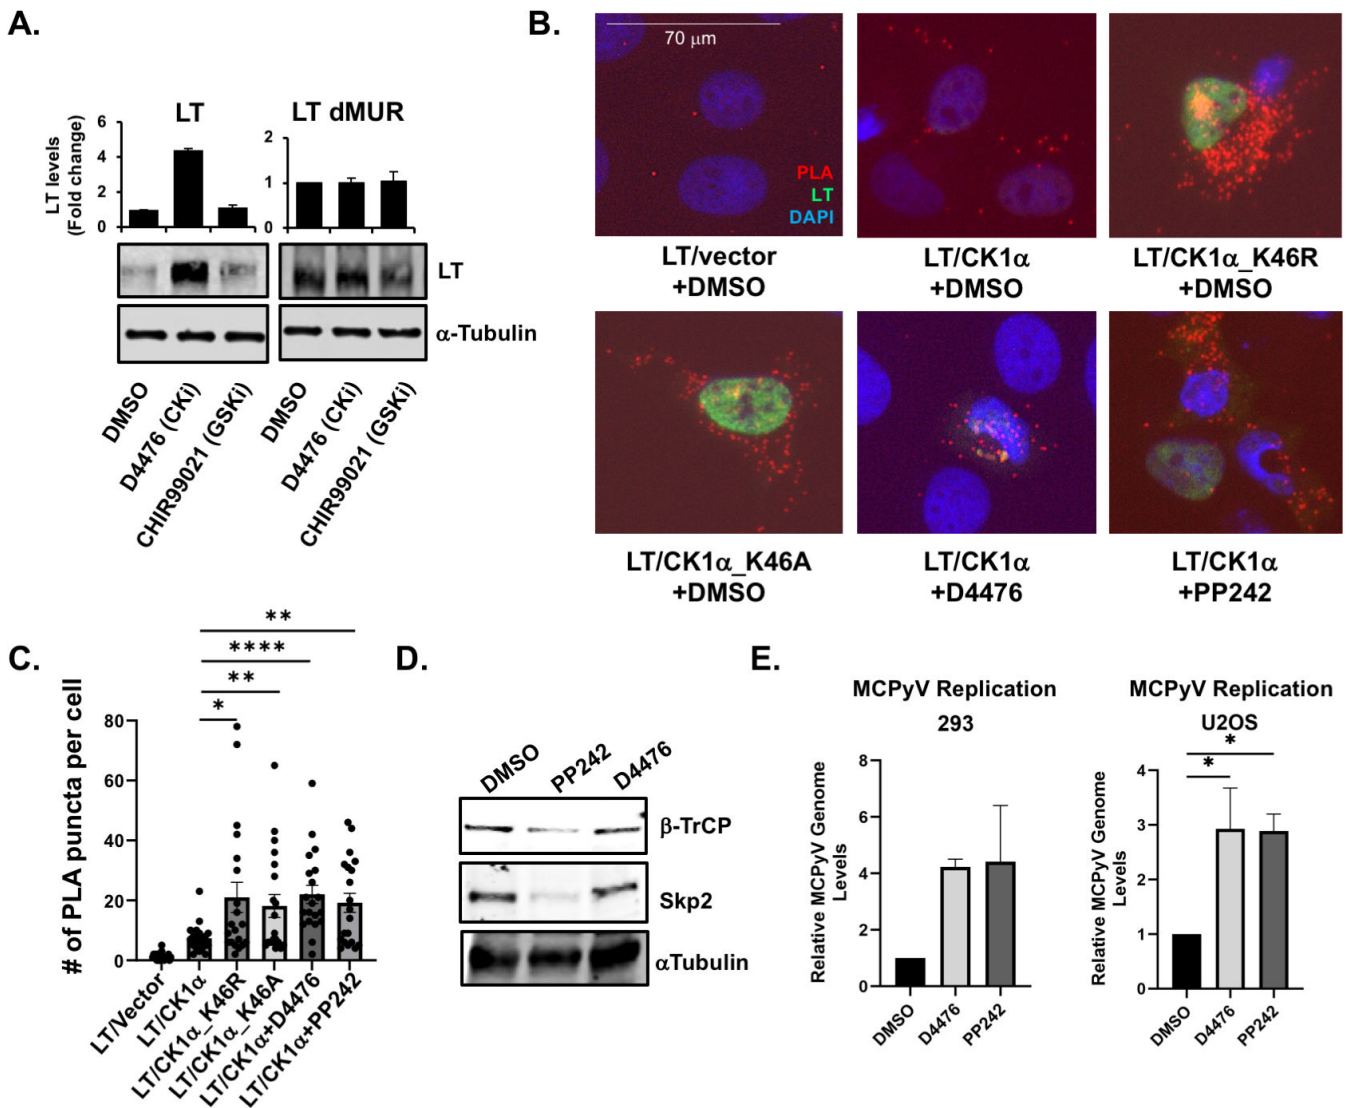 A.
LT
LT dMUR
LT levels
(Fold change)
6
4
2
0
2
1
0
LT
α-Tubulin
DMSO
D4476 (CKi)
CHIR99021 (GSKi)
DMSO
D4476 (CKi)
CHIR99021 (GSKi)
B.
70 μm
PLA
LT
DAPI
LT/vector
+DMSO
LT/CK1α
+DMSO
LT/CK1α_K46R
+DMSO
LT/CK1α_K46A
+DMSO
LT/CK1α
+D4476
LT/CK1α
+PP242
C.
**
****
**
*
# of PLA puncta per cell
80
60
40
20
0
LT/Vector
LT/CK1α
LT/CK1α_K46R
LT/CK1α_K46A
LT/CK1α+D4476
LT/CK1α+PP242
D.
DMSO
PP242
D4476
β-TrCP
Skp2
αTubulin
E.
MCPyV Replication
293
Relative MCPyV Genome
Levels
8
6
4
2
0
DMSO
D4476
PP242
MCPyV Replication
U2OS
*
*
Relative MCPyV Genome
Levels
4
3
2
1
0
DMSO
D4476
PP242